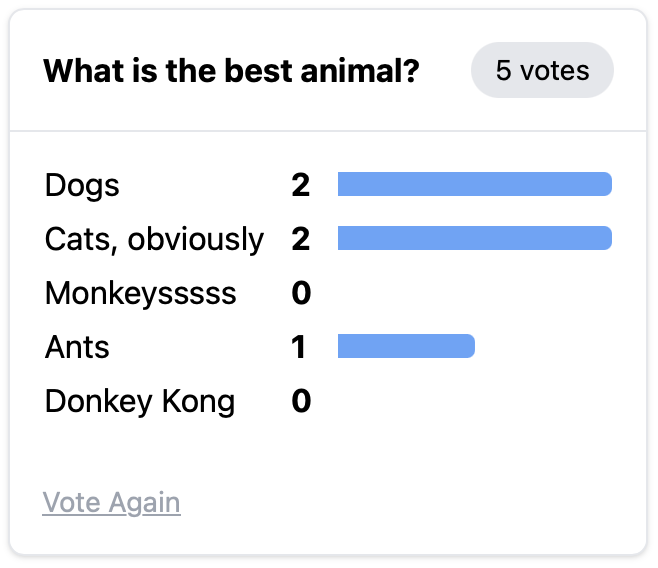 What is the best animal? 5 votes
Dogs 2
Cats, obviously 2
Monkeysssss 0
Ants 1
Donkey Kong 0
Vote Again